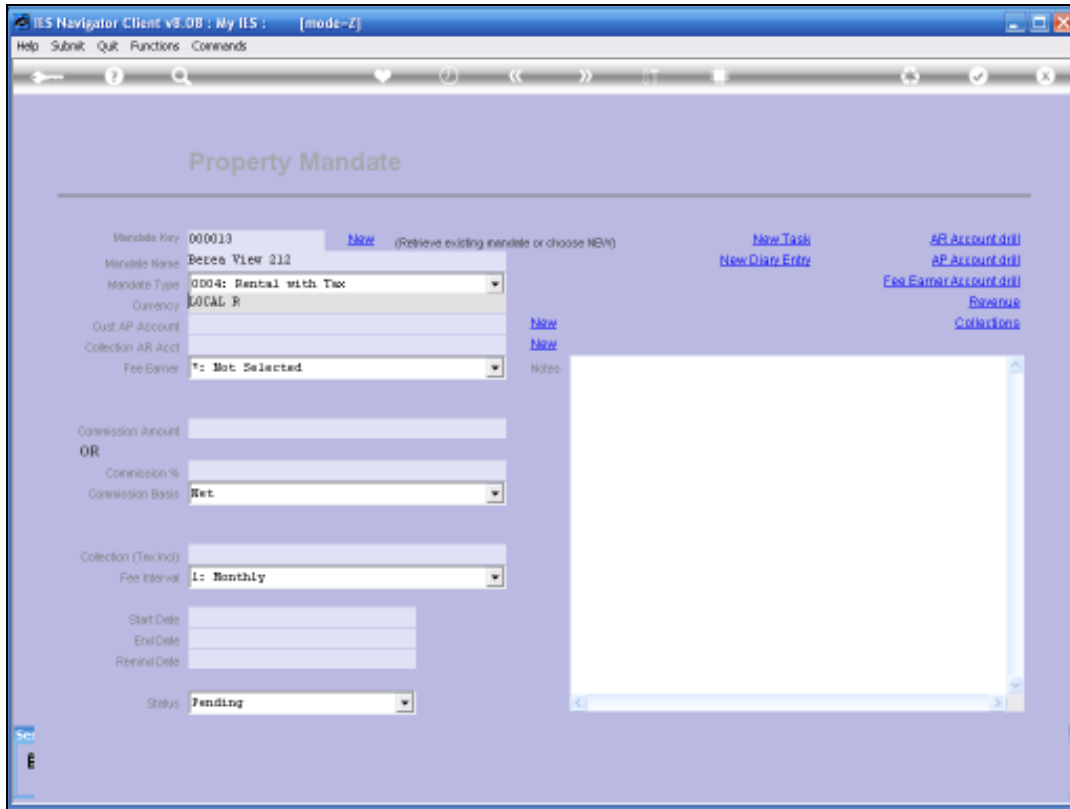 IES Navigator Client v8.08 : My IES : [mode=Z]
Help Submit Quit Functions Commands
Property Mandate
Mandate Key 000013 New (Retrieve existing mandate or choose NEW) New Task AR Account drill
Mandate Name Berea View 212 New Diary Entry AP Account drill
Mandate Type 0004: Rental with Tax Fee Earner Account drill
Currency LOCAL R Revenue
Cust AP Account New Collections
Collection AR Acct New
Fee Earner *: Not Selected Notes
Commission Amount
OR
Commission %
Commission Basis Net
Collection (Tax Incl)
Fee Interval 1: Monthly
Start Date
End Date
Remind Date
Status Pending